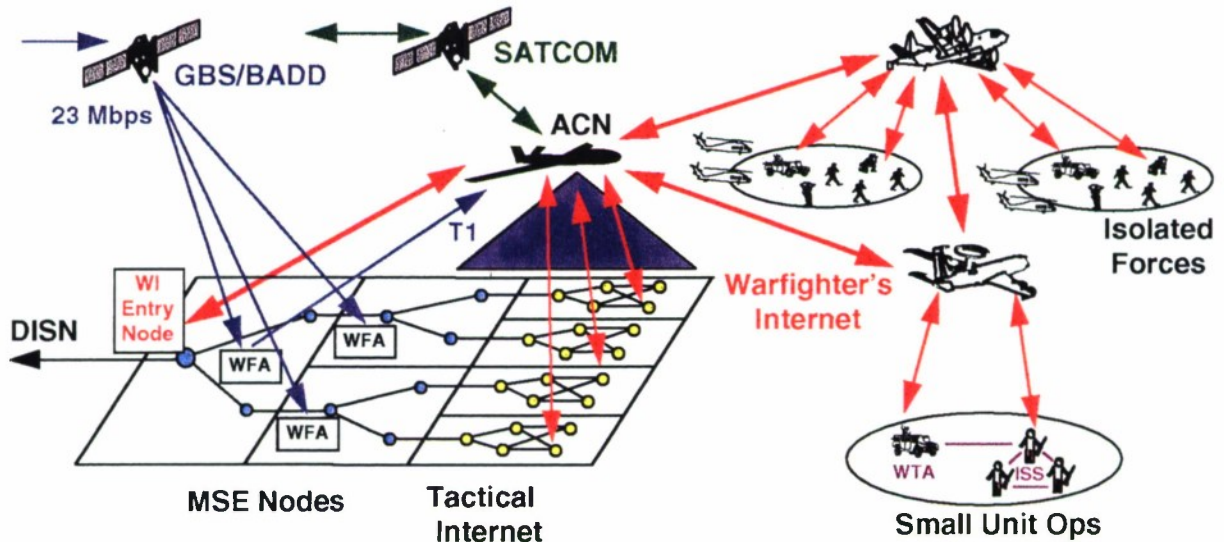 GBS/BADD
SATCOM
23 Mbps
ACN
T1
Isolated
Forces
WI
Entry
Node
Warfighter's
Internet
DISN
WFA
WFA
WFA
WTA
ISS
MSE Nodes
Tactical
Internet
Small Unit Ops